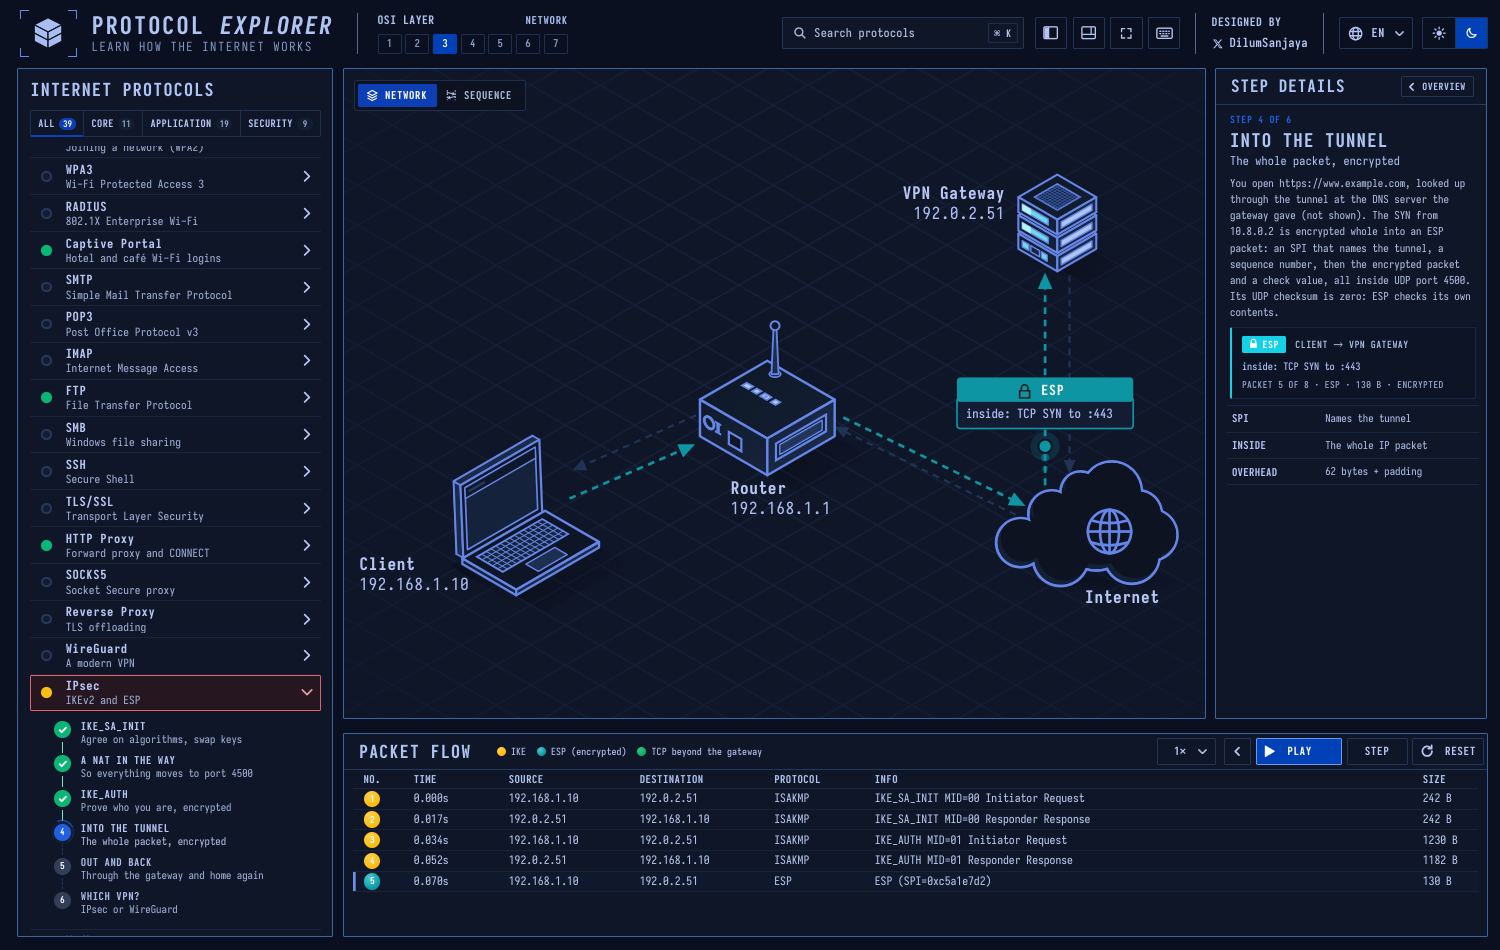 PROTOCOL EXPLORER
LEARN HOW THE INTERNET WORKS
OSI LAYER
NETWORK
1 2 3 4 5 6 7
Search protocols
⌘ K
DESIGNED BY
DilumSanjaya
EN
INTERNET PROTOCOLS
ALL 39
CORE 11
APPLICATION 19
SECURITY 9
Joining a network (WPA2)
WPA3
Wi-Fi Protected Access 3
RADIUS
802.1X Enterprise Wi-Fi
Captive Portal
Hotel and café Wi-Fi logins
SMTP
Simple Mail Transfer Protocol
POP3
Post Office Protocol v3
IMAP
Internet Message Access
FTP
File Transfer Protocol
SMB
Windows file sharing
SSH
Secure Shell
TLS/SSL
Transport Layer Security
HTTP Proxy
Forward proxy and CONNECT
SOCKS5
Socket Secure proxy
Reverse Proxy
TLS offloading
WireGuard
A modern VPN
IPsec
IKEv2 and ESP
IKE_SA_INIT
Agree on algorithms, swap keys
A NAT IN THE WAY
So everything moves to port 4500
IKE_AUTH
Prove who you are, encrypted
4
INTO THE TUNNEL
The whole packet, encrypted
5
OUT AND BACK
Through the gateway and home again
6
WHICH VPN?
IPsec or WireGuard
NETWORK
SEQUENCE
VPN Gateway
192.0.2.51
ESP
inside: TCP SYN to :443
Router
192.168.1.1
Client
192.168.1.10
Internet
STEP DETAILS
OVERVIEW
STEP 4 OF 6
INTO THE TUNNEL
The whole packet, encrypted
You open https://www.example.com, looked up
through the tunnel at the DNS server the
gateway gave (not shown). The SYN from
10.8.0.2 is encrypted whole into an ESP
packet: an SPI that names the tunnel, a
sequence number, then the encrypted packet
and a check value, all inside UDP port 4500.
Its UDP checksum is zero: ESP checks its own
contents.
ESP
CLIENT → VPN GATEWAY
inside: TCP SYN to :443
PACKET 5 OF 8 · ESP · 130 B · ENCRYPTED
SPI Names the tunnel
INSIDE The whole IP packet
OVERHEAD 62 bytes + padding
PACKET FLOW
IKE
ESP (encrypted)
TCP beyond the gateway
1×
PLAY
STEP
RESET
NO. TIME SOURCE DESTINATION PROTOCOL INFO SIZE
1 0.000s 192.168.1.10 192.0.2.51 ISAKMP IKE_SA_INIT MID=00 Initiator Request 242 B
2 0.017s 192.0.2.51 192.168.1.10 ISAKMP IKE_SA_INIT MID=00 Responder Response 242 B
3 0.034s 192.168.1.10 192.0.2.51 ISAKMP IKE_AUTH MID=01 Initiator Request 1230 B
4 0.052s 192.0.2.51 192.168.1.10 ISAKMP IKE_AUTH MID=01 Responder Response 1182 B
5 0.070s 192.168.1.10 192.0.2.51 ESP ESP (SPI=0xc5a1e7d2) 130 B